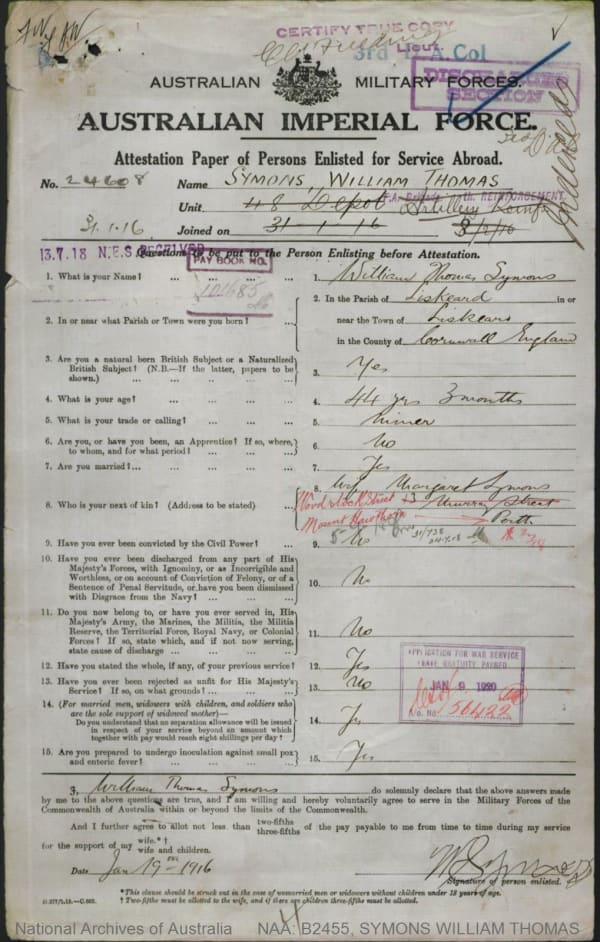 CERTIFY TRUE COPY
Lieut.
3rd
A. Col
DISCHARGED
SECTION
AUSTRALIAN MILITARY FORCES.
AUSTRALIAN IMPERIAL FORCE.
Attestation Paper of Persons Enlisted for Service Abroad.
No. 24608 Name SYMONS, WILLIAM THOMAS
Unit 48 Depot Artillery Reinfs
REINFORCEMENT.
31.1.16 Joined on 31-1-16
13.7.18 N.E.S RECEIVED
Questions to be put to the Person Enlisting before Attestation.
PAY BOOK NO.
101685
1. What is your Name? ... 1. William Thomas Symons
2. In or near what Parish or Town were you born? ... 2. In the Parish of Liskeard in or
near the Town of Liskeard
in the County of Cornwall England
3. Are you a natural born British Subject or a Naturalized
British Subject? (N.B.—If the latter, papers to be
shown.) ... 3. Yes
4. What is your age? ... 4. 44 yrs 3 months
5. What is your trade or calling? ... 5. Miner
6. Are you, or have you been, an Apprentice? If so, where,
to whom, and for what period? ... 6. No
7. Are you married? ... 7. Yes
8. Who is your next of kin? (Address to be stated) ... 8. Wife Margaret Symons
Woodstock Street
Murray Street
Mount Hawthorn
Perth
9. Have you ever been convicted by the Civil Power? ... 9. No
10. Have you ever been discharged from any part of His
Majesty's Forces, with Ignominy, or as Incorrigible and
Worthless, or on account of Conviction of Felony, or of a
Sentence of Penal Servitude, or have you been dismissed
with Disgrace from the Navy? ... 10. No
11. Do you now belong to, or have you ever served in, His
Majesty's Army, the Marines, the Militia, the Militia
Reserve, the Territorial Force, Royal Navy, or Colonial
Forces? If so, state which, and if not now serving,
state cause of discharge ... 11. No
12. Have you stated the whole, if any, of your previous service? 12. Yes
13. Have you ever been rejected as unfit for His Majesty's
Service? If so, on what grounds? ... 13. No
APPLICATION FOR WAR SERVICE
LEAVE GRATUITY PASSED
JAN 9 1920
A/o. No. 56422
14. (For married men, widowers with children, and soldiers who
are the sole support of widowed mother)—
Do you understand that no separation allowance will be issued
in respect of your service beyond an amount which
together with pay would reach eight shillings per day? 14. Yes
15. Are you prepared to undergo inoculation against small pox
and enteric fever? ... 15. Yes
I, William Thomas Symons do solemnly declare that the above answers made
by me to the above questions are true, and I am willing and hereby voluntarily agree to serve in the Military Forces of the
Commonwealth of Australia within or beyond the limits of the Commonwealth.
And I further agree to allot not less than two-fifths three-fifths of the pay payable to me from time to time during my service
for the support of my wife.*† wife and children.
Date Jan 19th 1916
W T Symons
Signature of person enlisted.
*This clause should be struck out in the case of unmarried men or widowers without children under 18 years of age.
† Two-fifths must be allotted to the wife, and if there are children three-fifths must be allotted.
National Archives of Australia NAA: B2455, SYMONS WILLIAM THOMAS